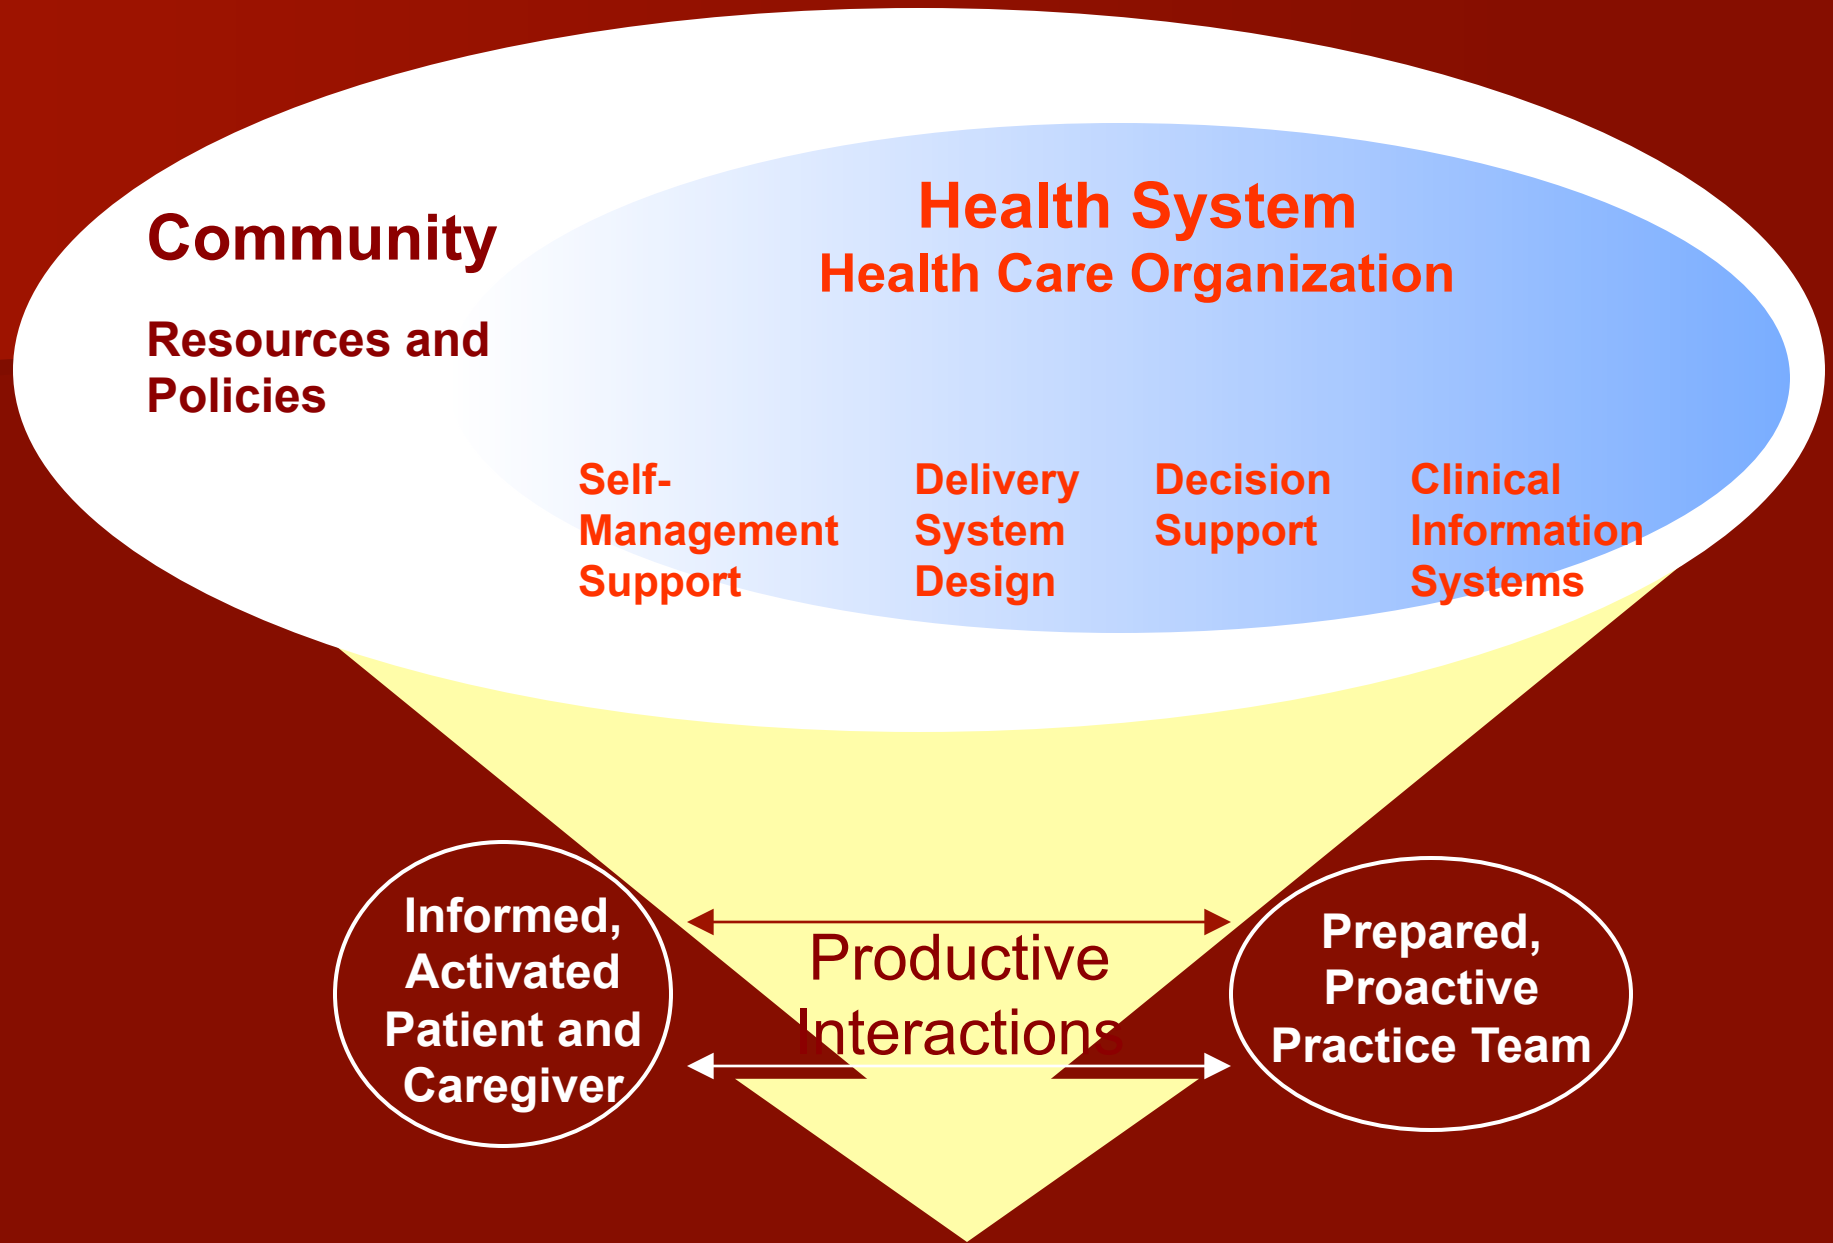 Community
Resources and
Policies
Health System
Health Care Organization
Self-
Management
Support
Delivery
System
Design
Decision
Support
Clinical
Information
Systems
Informed,
Activated
Patient and
Caregiver
Productive
Interactions
Prepared,
Proactive
Practice Team